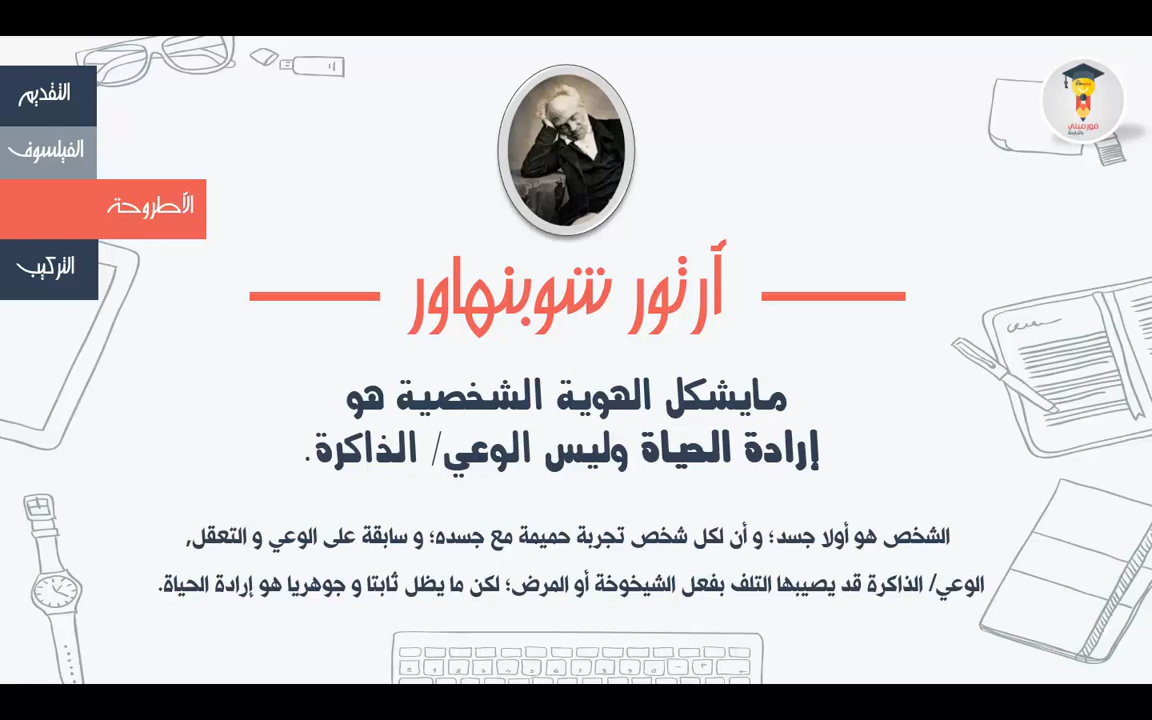 التقديم
الفيلسوف
الأطروحة
التركيب
فورميني
آرتور شوبنهاور
مايشكل الهوية الشخصية هو
إرادة الحياة وليس الوعي/ الذاكرة.
الشخص هو أولا جسد؛ و أن لكل شخص تجربة حميمة مع جسده؛ و سابقة على الوعي و التعقل,
الوعي/ الذاكرة قد يصيبها التلف بفعل الشيخوخة أو المرض؛ لكن ما يظل ثابتا و جوهريا هو إرادة الحياة.